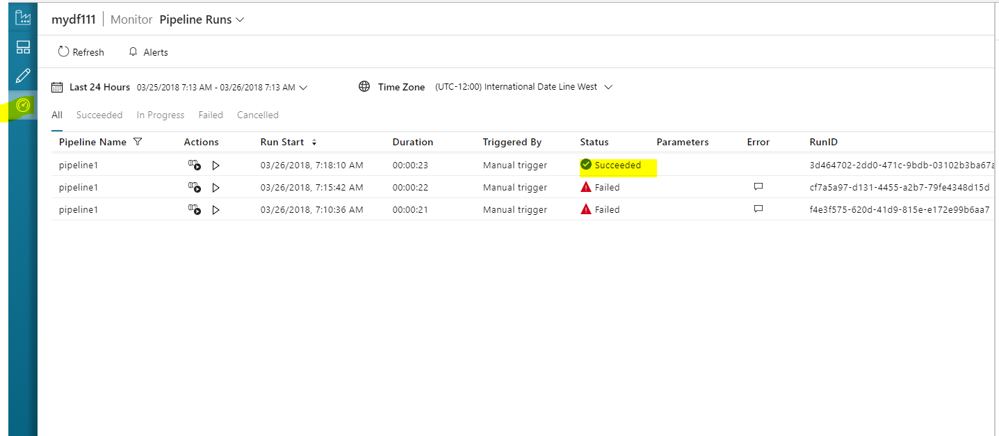 mydf111 Monitor Pipeline Runs
Refresh Alerts
Last 24 Hours 03/25/2018 7:13 AM - 03/26/2018 7:13 AM Time Zone (UTC-12:00) International Date Line West
All Succeeded In Progress Failed Cancelled
Pipeline Name Actions Run Start Duration Triggered By Status Parameters Error RunID
pipeline1 03/26/2018, 7:18:10 AM 00:00:23 Manual trigger Succeeded 3d464702-2dd0-471c-9bdb-03102b3ba67a
pipeline1 03/26/2018, 7:15:42 AM 00:00:22 Manual trigger Failed cf7a5a97-d131-4455-a2b7-79fe4348d15d
pipeline1 03/26/2018, 7:10:36 AM 00:00:21 Manual trigger Failed f4e3f575-620d-41d9-815e-e172e99b6aa7